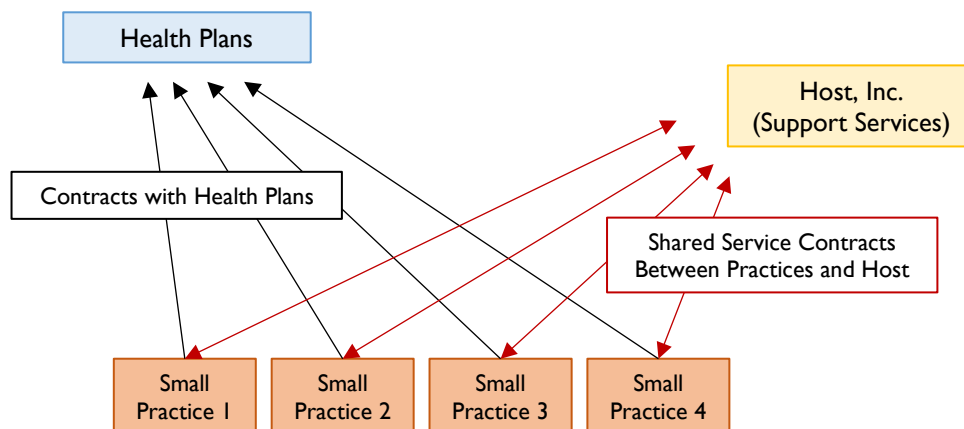 Health Plans
Host, Inc.
(Support Services)
Contracts with Health Plans
Shared Service Contracts
Between Practices and Host
Small
Practice 1
Small
Practice 2
Small
Practice 3
Small
Practice 4